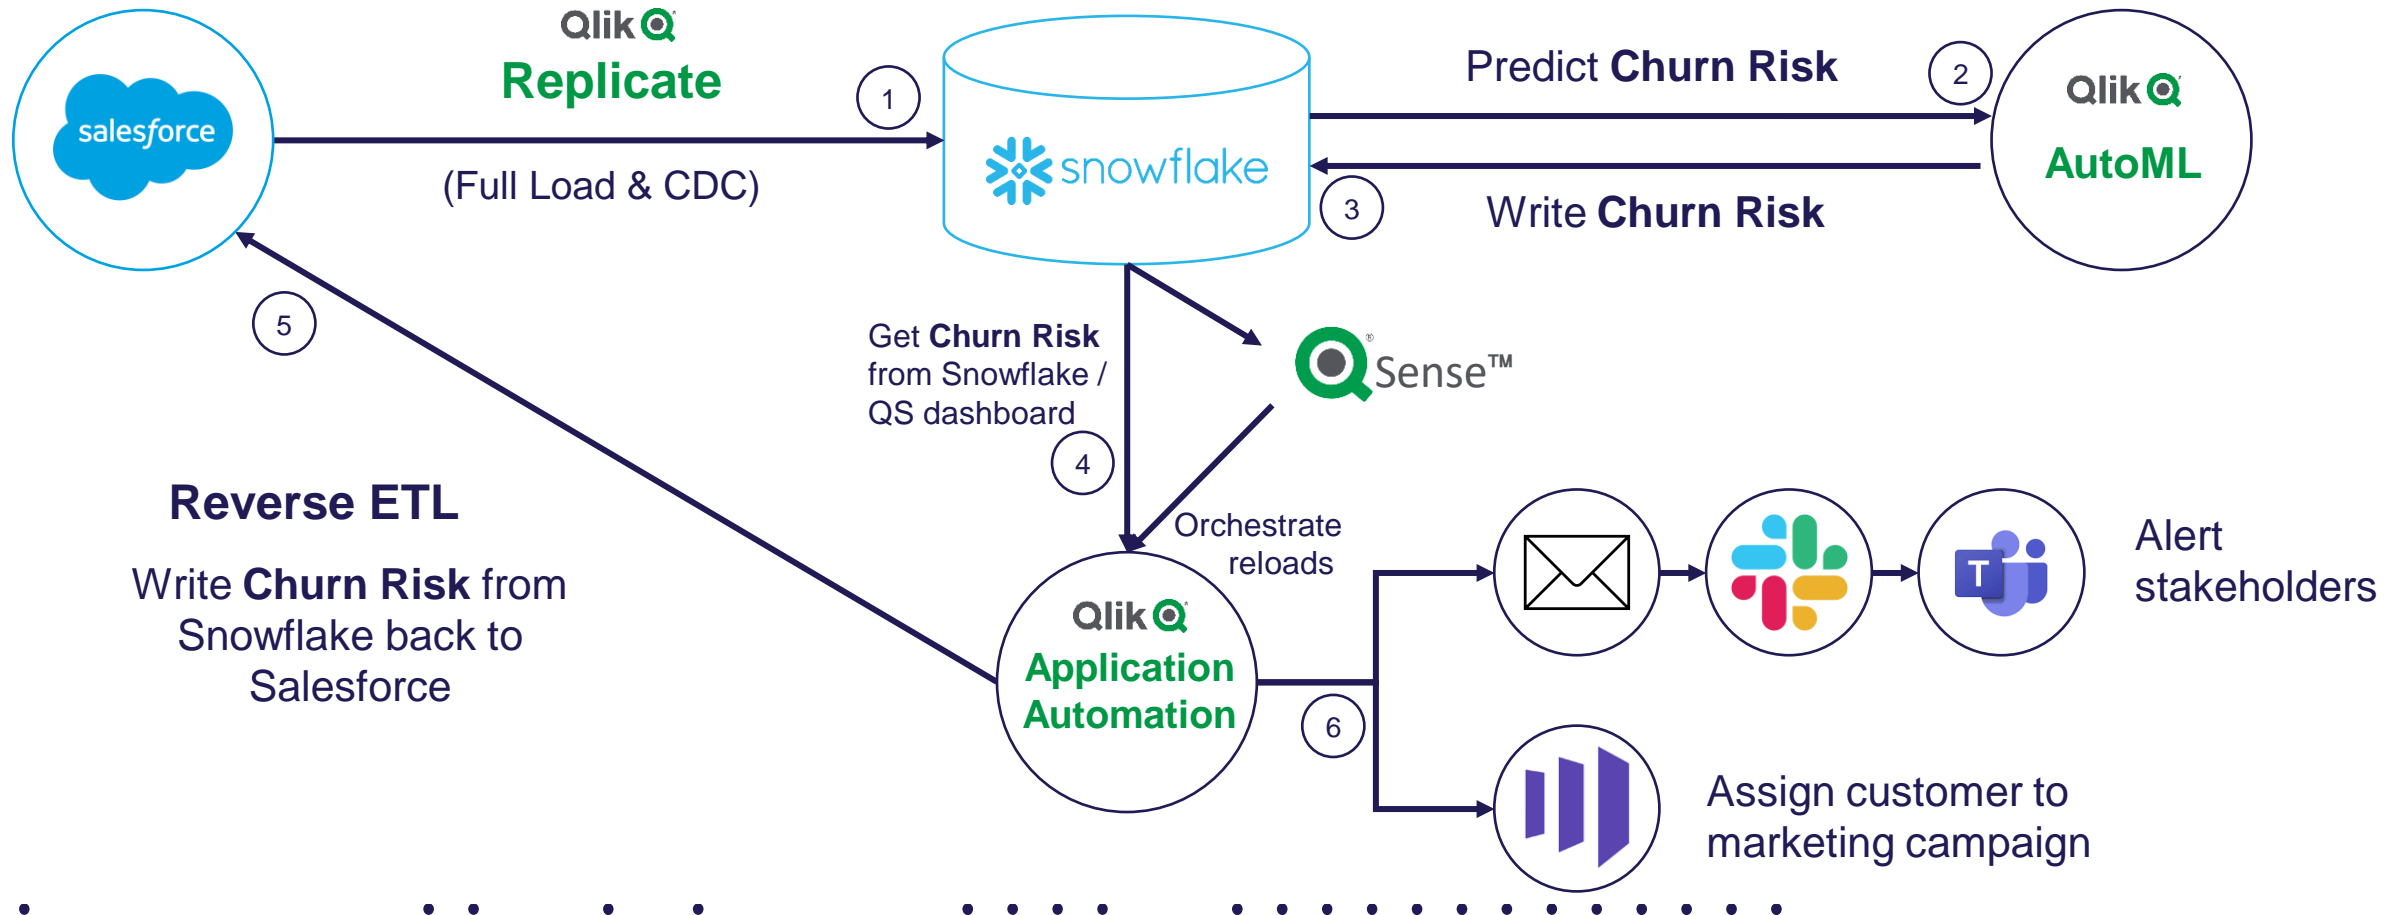 Qlik
Replicate
1
salesforce
(Full Load & CDC)
snowflake
Predict Churn Risk
2
Qlik
AutoML
3
Write Churn Risk
5
Get Churn Risk
from Snowflake /
QS dashboard
4
Sense™
Orchestrate
reloads
Reverse ETL
Write Churn Risk from
Snowflake back to
Salesforce
Qlik
Application
Automation
6
T
Alert
stakeholders
Assign customer to
marketing campaign